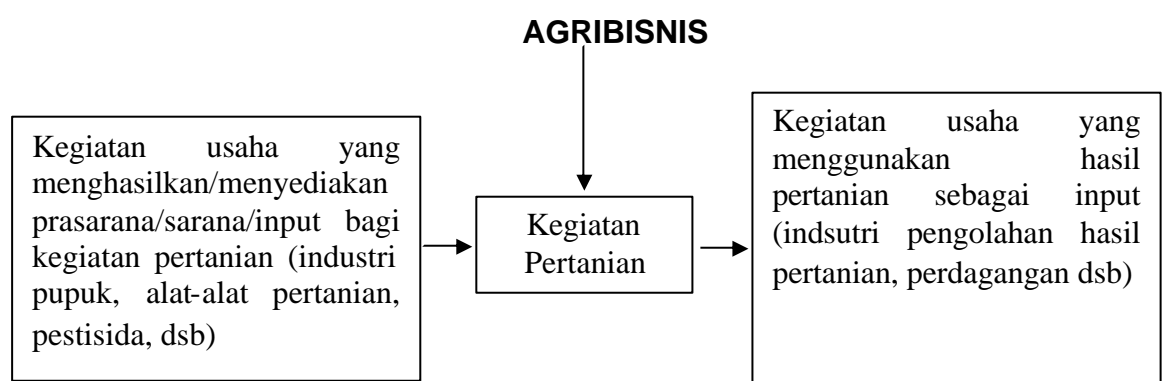 AGRIBISNIS
Kegiatan usaha yang
menghasilkan/menyediakan
prasarana/sarana/input bagi
kegiatan pertanian (industri
pupuk, alat-alat pertanian,
pestisida, dsb)
Kegiatan
Pertanian
Kegiatan usaha yang
menggunakan hasil
pertanian sebagai input
(indsutri pengolahan hasil
pertanian, perdagangan dsb)